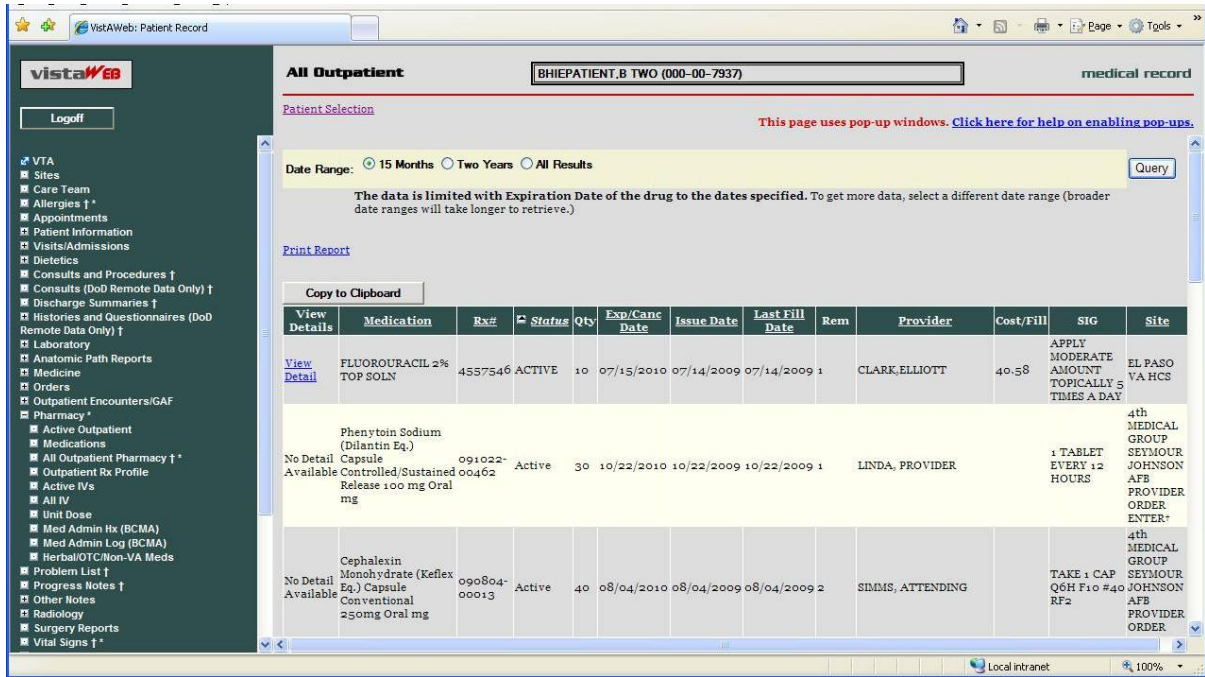 VistAWeb: Patient Record
Page
Tools
vistaWEB
Logoff
All Outpatient
BHIEPATIENT,B TWO (000-00-7937)
medical record
Patient Selection
This page uses pop-up windows. Click here for help on enabling pop-ups.
Date Range: 15 Months Two Years All Results
Query
The data is limited with Expiration Date of the drug to the dates specified. To get more data, select a different date range (broader
date ranges will take longer to retrieve.)
Print Report
Copy to Clipboard
VTA
Sites
Care Team
Allergies † *
Appointments
Patient Information
Visits/Admissions
Dietetics
Consults and Procedures †
Consults (DoD Remote Data Only) †
Discharge Summaries †
Histories and Questionnaires (DoD
Remote Data Only) †
Laboratory
Anatomic Path Reports
Medicine
Orders
Outpatient Encounters/GAF
Pharmacy *
Active Outpatient
Medications
All Outpatient Pharmacy † *
Outpatient Rx Profile
Active IVs
All IV
Unit Dose
Med Admin Hx (BCMA)
Med Admin Log (BCMA)
Herbal/OTC/Non-VA Meds
Problem List †
Progress Notes †
Other Notes
Radiology
Surgery Reports
Vital Signs † *
View
Details
Medication
Rx#
Status
Qty
Exp/Canc
Date
Issue Date
Last Fill
Date
Rem
Provider
Cost/Fill
SIG
Site
View
Detail
FLUOROURACIL 2%
TOP SOLN
4557546
ACTIVE
10
07/15/2010
07/14/2009
07/14/2009
1
CLARK,ELLIOTT
40.58
APPLY
MODERATE
AMOUNT
TOPICALLY 5
TIMES A DAY
EL PASO
VA HCS
No Detail
Available
Phenytoin Sodium
(Dilantin Eq.)
Capsule
Controlled/Sustained
Release 100 mg Oral
mg
091022-
00462
Active
30
10/22/2010
10/22/2009
10/22/2009
1
LINDA, PROVIDER
1 TABLET
EVERY 12
HOURS
4th
MEDICAL
GROUP
SEYMOUR
JOHNSON
AFB
PROVIDER
ORDER
ENTER†
No Detail
Available
Cephalexin
Monohydrate (Keflex
Eq.) Capsule
Conventional
250mg Oral mg
090804-
00013
Active
40
08/04/2010
08/04/2009
08/04/2009
2
SIMMS, ATTENDING
TAKE 1 CAP
Q6H F10 #40
RF2
4th
MEDICAL
GROUP
SEYMOUR
JOHNSON
AFB
PROVIDER
ORDER
Local intranet
100%